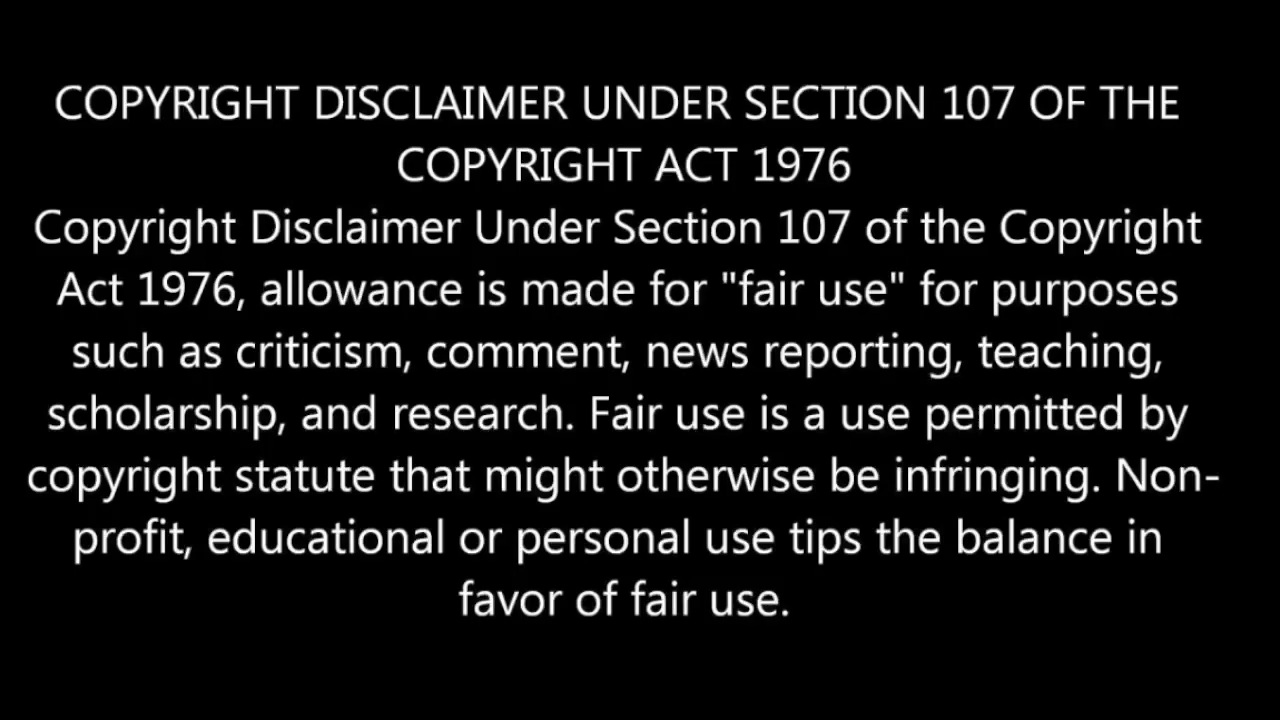 COPYRIGHT DISCLAIMER UNDER SECTION 107 OF THE
COPYRIGHT ACT 1976
Copyright Disclaimer Under Section 107 of the Copyright
Act 1976, allowance is made for "fair use" for purposes
such as criticism, comment, news reporting, teaching,
scholarship, and research. Fair use is a use permitted by
copyright statute that might otherwise be infringing. Non-
profit, educational or personal use tips the balance in
favor of fair use.